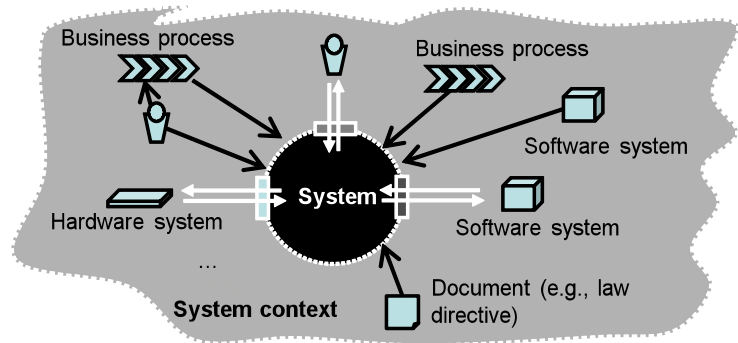 Business process
Business process
Software system
System
Hardware system
Software system
...
Document (e.g., law
directive)
System context